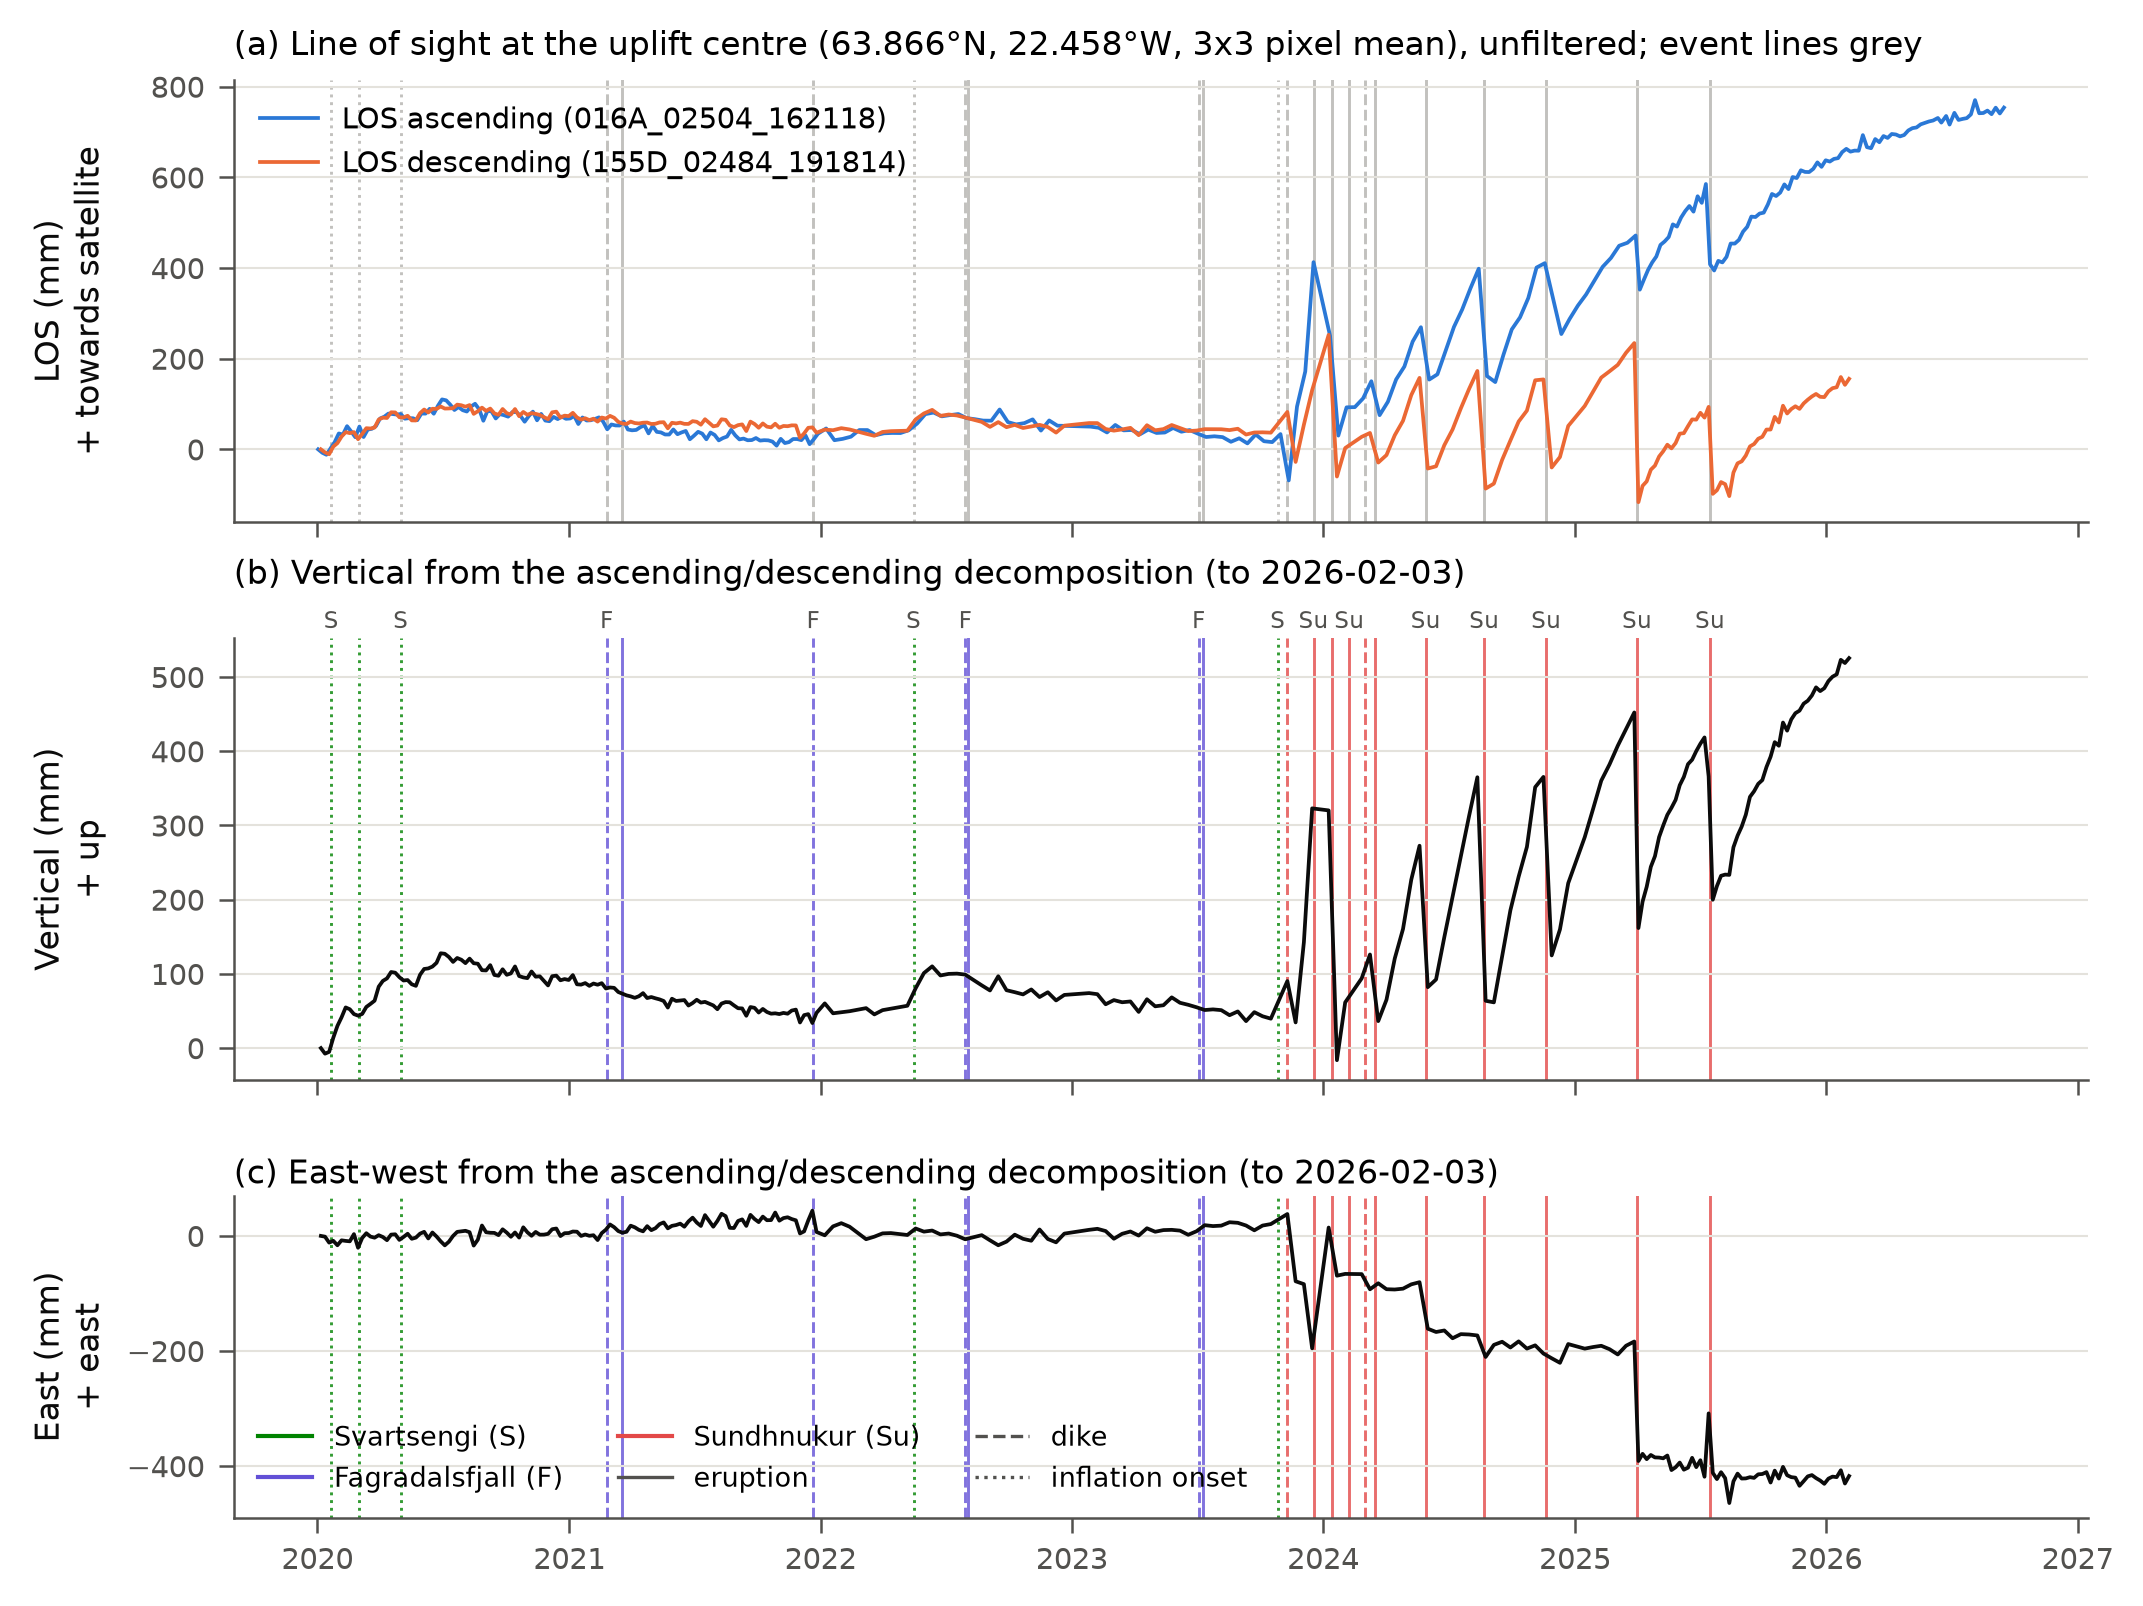 (a) Line of sight at the uplift centre (63.866°N, 22.458°W, 3x3 pixel mean), unfiltered; event lines grey
LOS (mm)
+ towards satellite
800
600
400
200
0
LOS ascending (016A_02504_162118)
LOS descending (155D_02484_191814)
(b) Vertical from the ascending/descending decomposition (to 2026-02-03)
S S F F S F F S Su Su Su Su Su Su Su
Vertical (mm)
+ up
500
400
300
200
100
0
(c) East-west from the ascending/descending decomposition (to 2026-02-03)
East (mm)
+ east
0
−200
−400
Svartsengi (S)
Fagradalsfjall (F)
Sundhnukur (Su)
eruption
dike
inflation onset
2020 2021 2022 2023 2024 2025 2026 2027